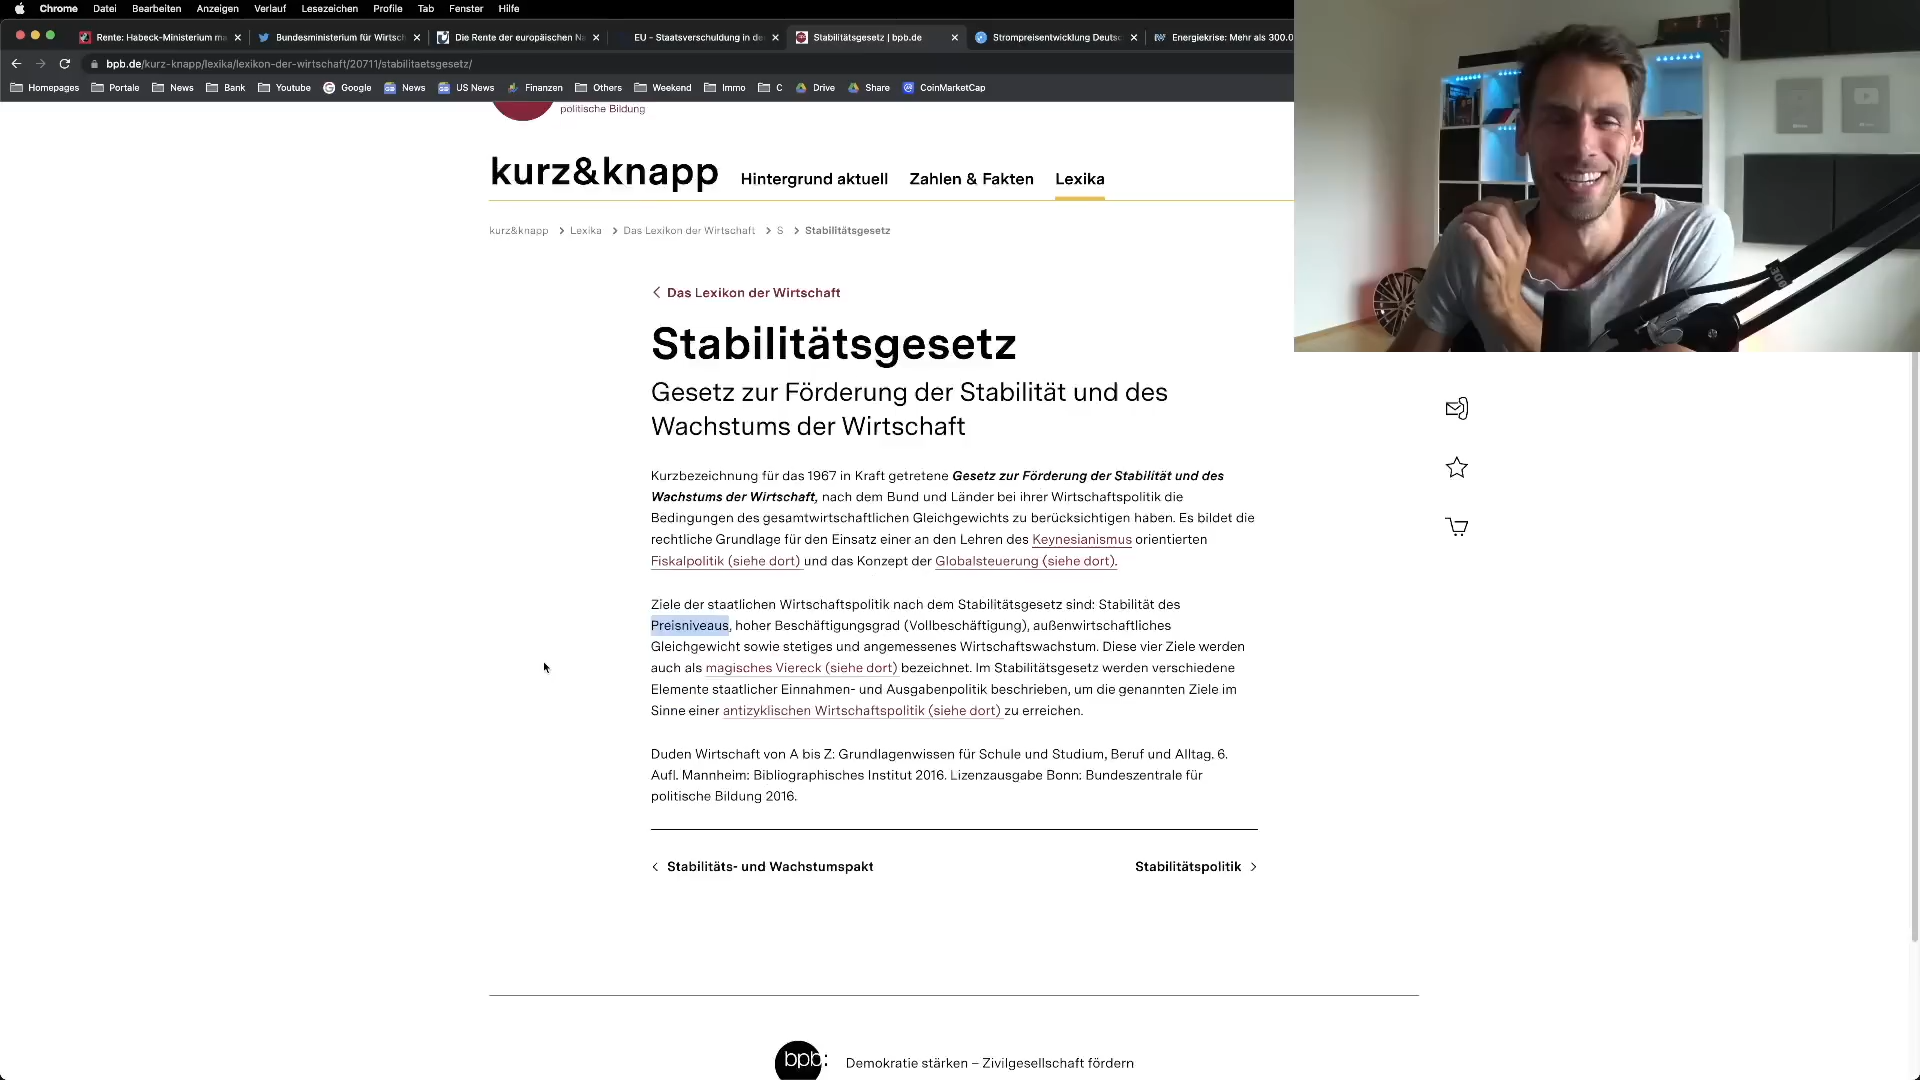 Chrome Datei Bearbeiten Anzeigen Verlauf Lesezeichen Profile Tab Fenster Hilfe
Rente: Habeck-Ministerium ma
Bundesministerium für Wirtsch
Die Rente der europäischen Na
EU - Staatsverschuldung in de
Stabilitätsgesetz | bpb.de
Strompreisentwicklung Deutsc
Energiekrise: Mehr als 300.0
bpb.de/kurz-knapp/lexika/lexikon-der-wirtschaft/20711/stabilitaetsgesetz/
Homepages Portale News Bank Youtube Google News US News Finanzen Others Weekend Immo C Drive Share CoinMarketCap
politische Bildung
kurz&knapp Hintergrund aktuell Zahlen & Fakten Lexika
kurz&knapp > Lexika > Das Lexikon der Wirtschaft > S > Stabilitätsgesetz
< Das Lexikon der Wirtschaft
Stabilitätsgesetz
Gesetz zur Förderung der Stabilität und des
Wachstums der Wirtschaft
Kurzbezeichnung für das 1967 in Kraft getretene Gesetz zur Förderung der Stabilität und des
Wachstums der Wirtschaft, nach dem Bund und Länder bei ihrer Wirtschaftspolitik die
Bedingungen des gesamtwirtschaftlichen Gleichgewichts zu berücksichtigen haben. Es bildet die
rechtliche Grundlage für den Einsatz einer an den Lehren des Keynesianismus orientierten
Fiskalpolitik (siehe dort) und das Konzept der Globalsteuerung (siehe dort).
Ziele der staatlichen Wirtschaftspolitik nach dem Stabilitätsgesetz sind: Stabilität des
Preisniveaus, hoher Beschäftigungsgrad (Vollbeschäftigung), außenwirtschaftliches
Gleichgewicht sowie stetiges und angemessenes Wirtschaftswachstum. Diese vier Ziele werden
auch als magisches Viereck (siehe dort) bezeichnet. Im Stabilitätsgesetz werden verschiedene
Elemente staatlicher Einnahmen- und Ausgabenpolitik beschrieben, um die genannten Ziele im
Sinne einer antizyklischen Wirtschaftspolitik (siehe dort) zu erreichen.
Duden Wirtschaft von A bis Z: Grundlagenwissen für Schule und Studium, Beruf und Alltag. 6.
Aufl. Mannheim: Bibliographisches Institut 2016. Lizenzausgabe Bonn: Bundeszentrale für
politische Bildung 2016.
< Stabilitäts- und Wachstumspakt
Stabilitätspolitik >
bpb:
Demokratie stärken – Zivilgesellschaft fördern